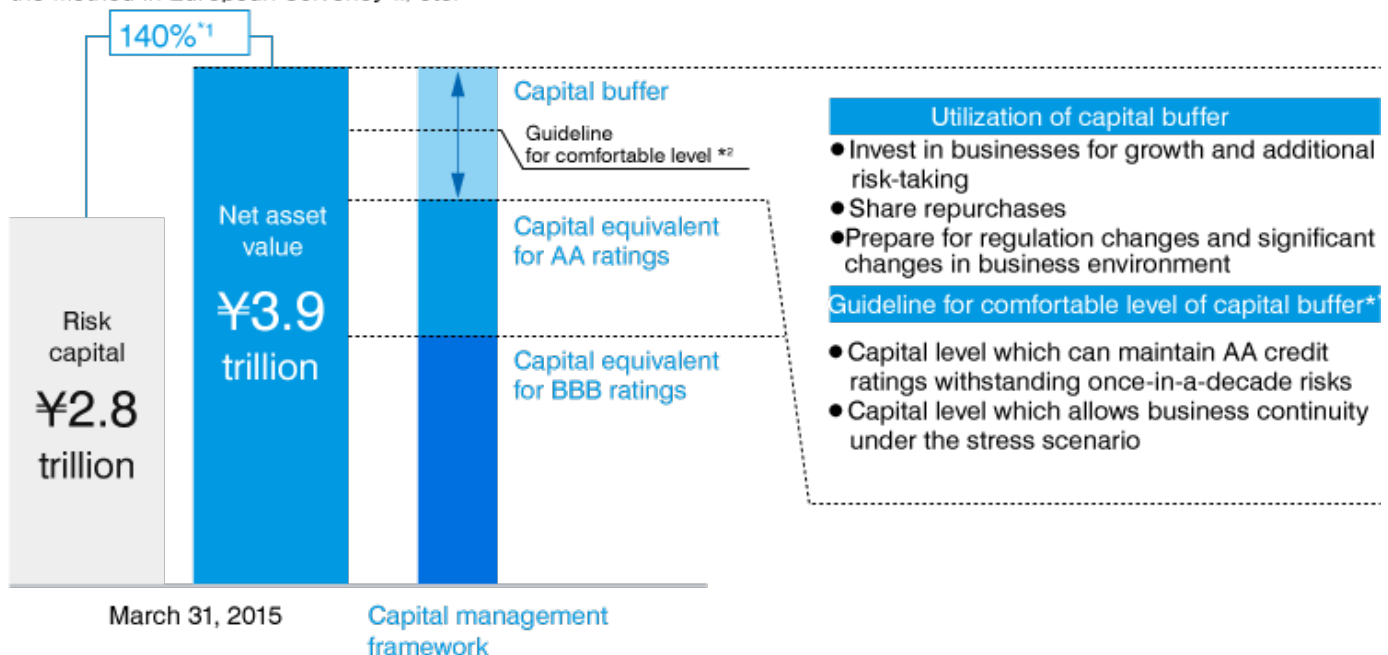 140%*1
Capital buffer
Guideline
for comfortable level *2
Net asset
value
¥3.9
trillion
Capital equivalent
for AA ratings
Risk
capital
¥2.8
trillion
Capital equivalent
for BBB ratings
March 31, 2015
Capital management
framework
Utilization of capital buffer
●Invest in businesses for growth and additional
risk-taking
●Share repurchases
●Prepare for regulation changes and significant
changes in business environment
Guideline for comfortable level of capital buffer*
●Capital level which can maintain AA credit
ratings withstanding once-in-a-decade risks
●Capital level which allows business continuity
under the stress scenario